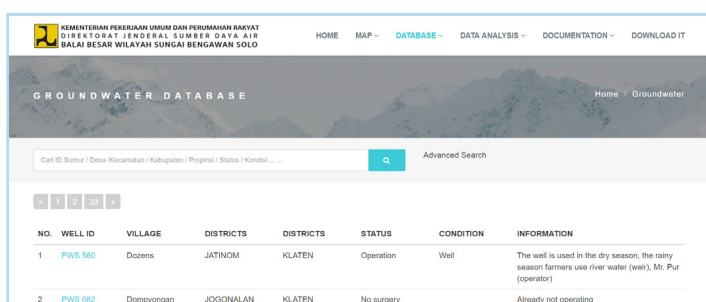 KEMENTERIAN PEKERJAAN UMUM DAN PERUMAHAN RAKYAT
DIREKTORAT JENDERAL SUMBER DAYA AIR
BALAI BESAR WILAYAH SUNGAI BENGAWAN SOLO
HOME MAP DATABASE DATA ANALYSIS DOCUMENTATION DOWNLOAD IT
GROUNDWATER DATABASE
Home / Groundwater
Cari ID Sumur / Desa /Kecamatan / Kabupaten / Propinsi / Status / Kondisi ... ...
Advanced Search
« 1 2 33 »
NO. WELL ID VILLAGE DISTRICTS DISTRICTS STATUS CONDITION INFORMATION
1 PWS 560 Dozens JATINOM KLATEN Operation Well The well is used in the dry season, the rainy
season farmers use river water (weir), Mr. Pur
(operator)
2 PWS 082 Dompyongan JOGONALAN KLATEN No surgery Already not operating